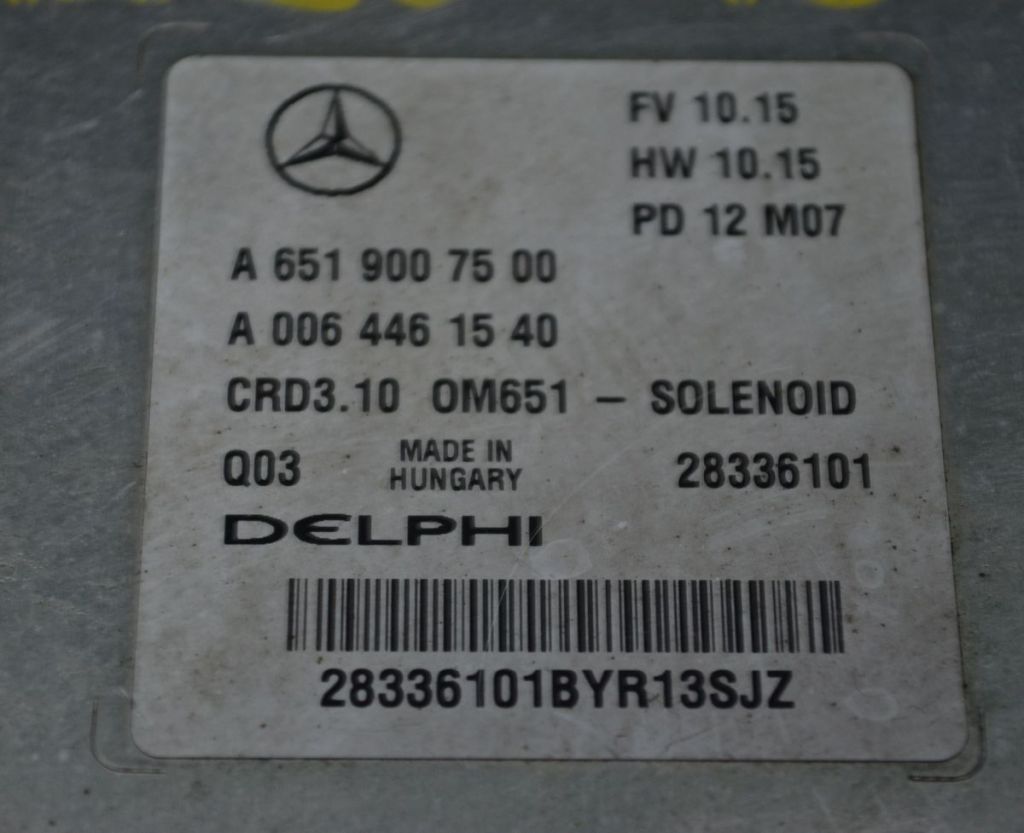 FV 10.15
HW 10.15
PD 12 M07
A 651 900 75 00
A 006 446 15 40
CRD3.10 OM651 – SOLENOID
Q03 MADE IN HUNGARY 28336101
DELPHI
28336101BYR13SJZ